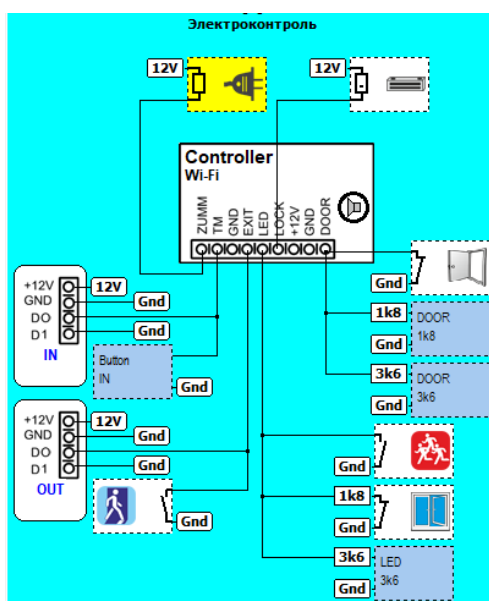 Электроконтроль
12V
12V
Controller
Wi-Fi
ZUMM
TM
GND
EXIT
LED
LOCK
+12V
GND
DOOR
+12V
GND
DO
D1
IN
12V
Gnd
Gnd
Button
IN
Gnd
+12V
GND
DO
D1
OUT
12V
Gnd
Gnd
Gnd
Gnd
1k8
DOOR
1k8
Gnd
3k6
DOOR
3k6
Gnd
Gnd
1k8
Gnd
3k6
LED
3k6
Gnd